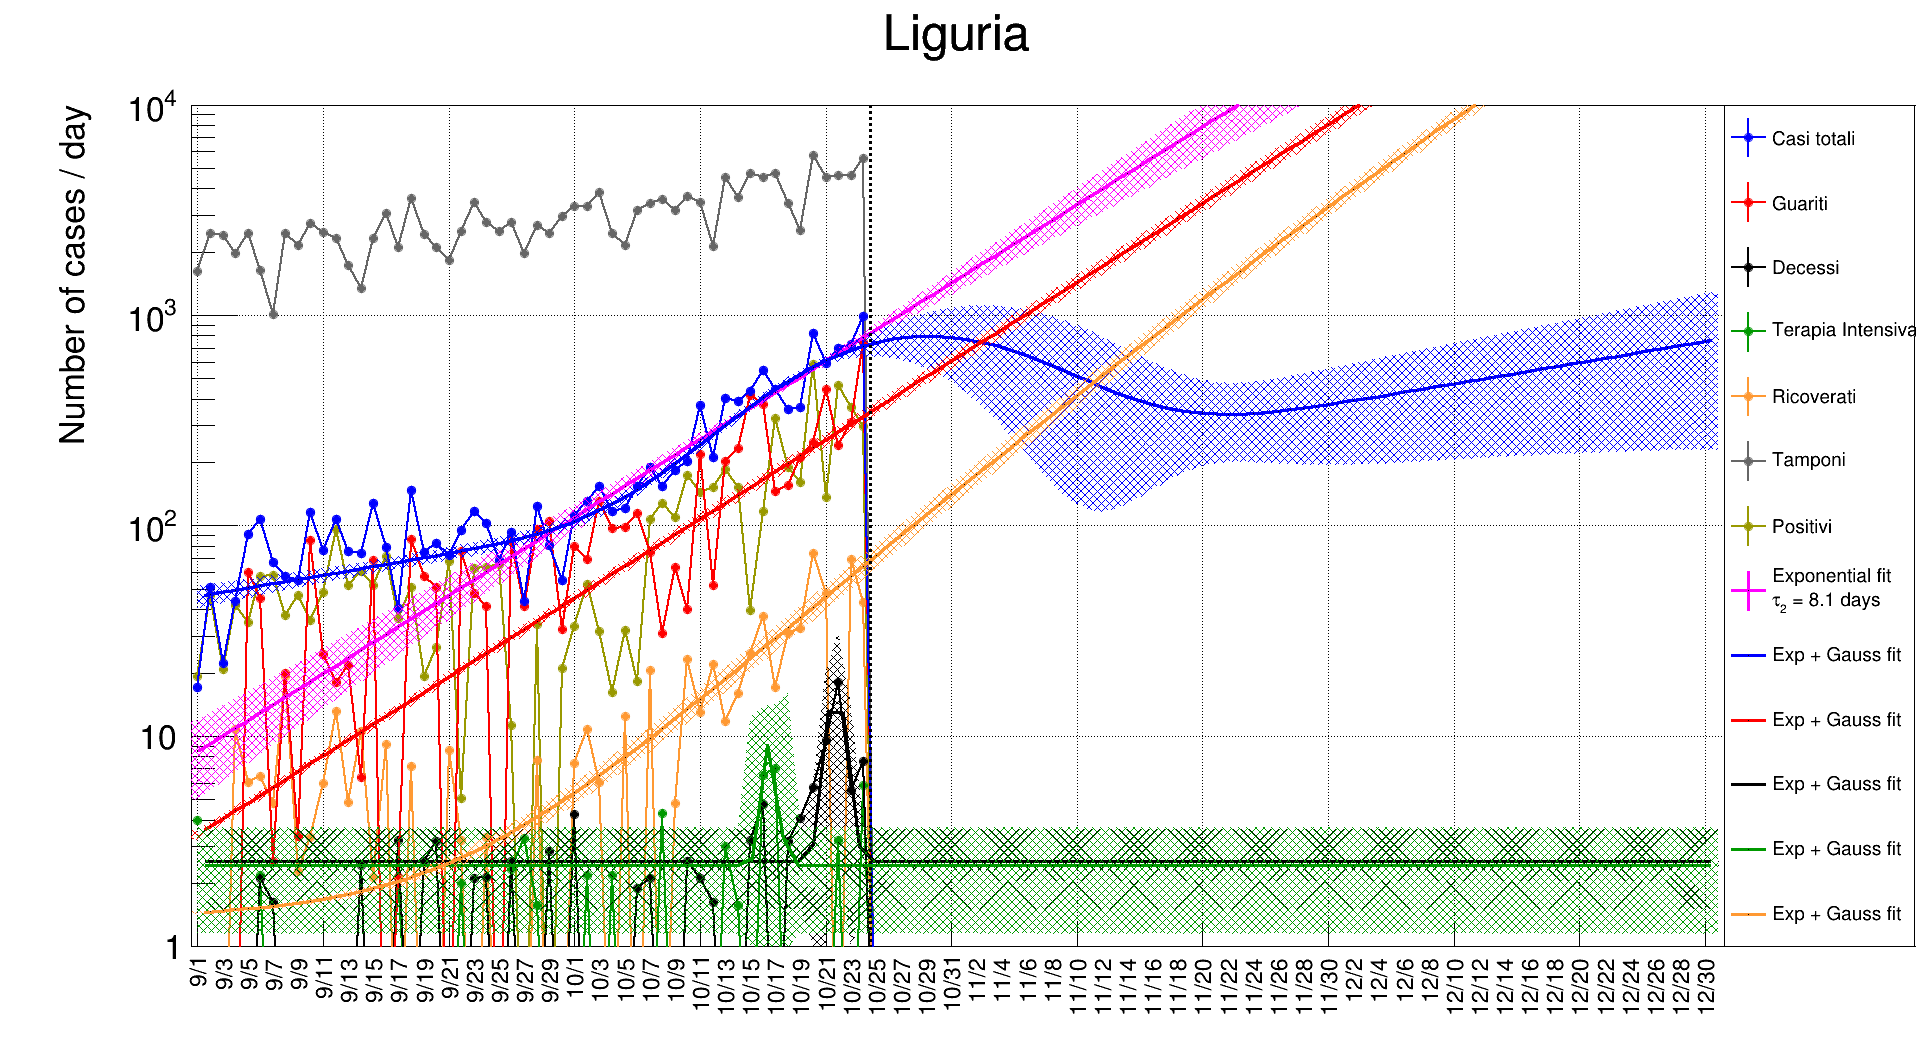 Liguria
Number of cases / day
10^4
10^3
10^2
10
1
9/1 9/3 9/5 9/7 9/9 9/11 9/13 9/15 9/17 9/19 9/21 9/23 9/25 9/27 9/29 10/1 10/3 10/5 10/7 10/9 10/11 10/13 10/15 10/17 10/19 10/21 10/23 10/25 10/27 10/29 10/31 11/2 11/4 11/6 11/8 11/10 11/12 11/14 11/16 11/18 11/20 11/22 11/24 11/26 11/28 11/30 12/2 12/4 12/6 12/8 12/10 12/12 12/14 12/16 12/18 12/20 12/22 12/24 12/26 12/28 12/30
Casi totali
Guariti
Decessi
Terapia Intensiva
Ricoverati
Tamponi
Positivi
Exponential fit
τ₂ = 8.1 days
Exp + Gauss fit
Exp + Gauss fit
Exp + Gauss fit
Exp + Gauss fit
Exp + Gauss fit